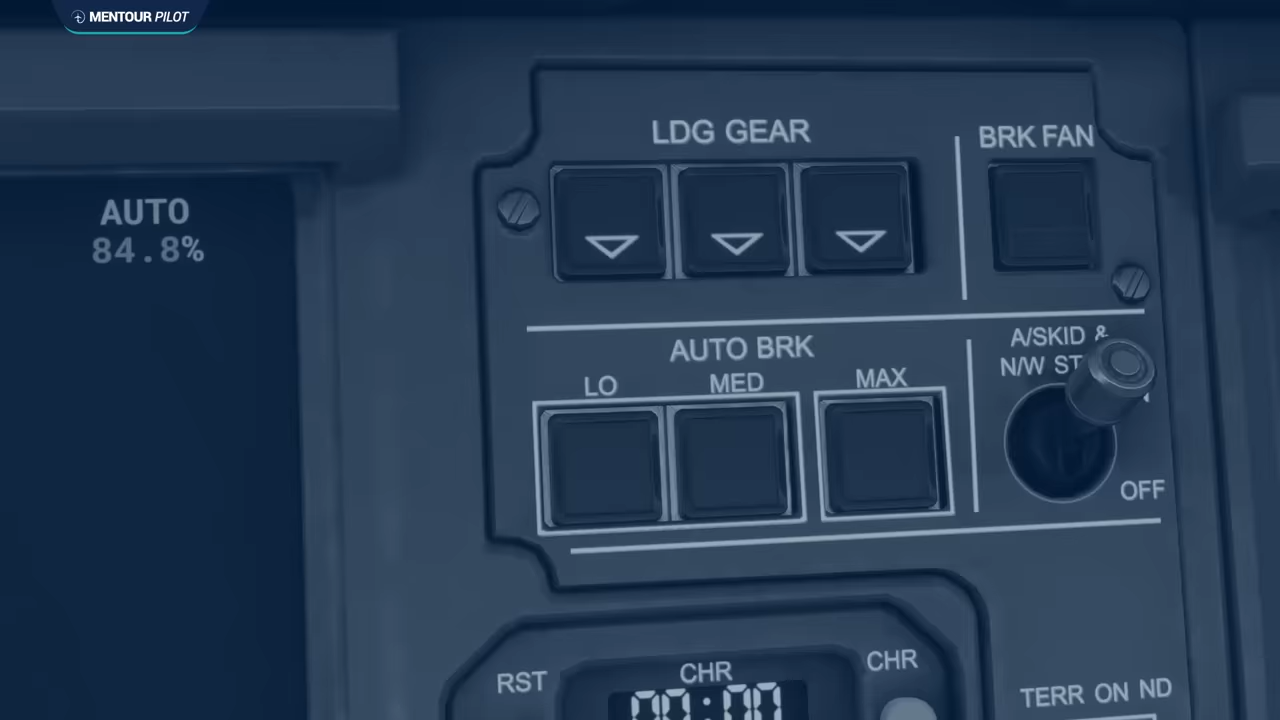 MENTOUR PILOT
LDG GEAR
BRK FAN
AUTO
84.8%
A/SKID &
AUTO BRK
N/W
LO MED MAX
OFF
CHR
CHR
RST
00:00
TERR ON ND